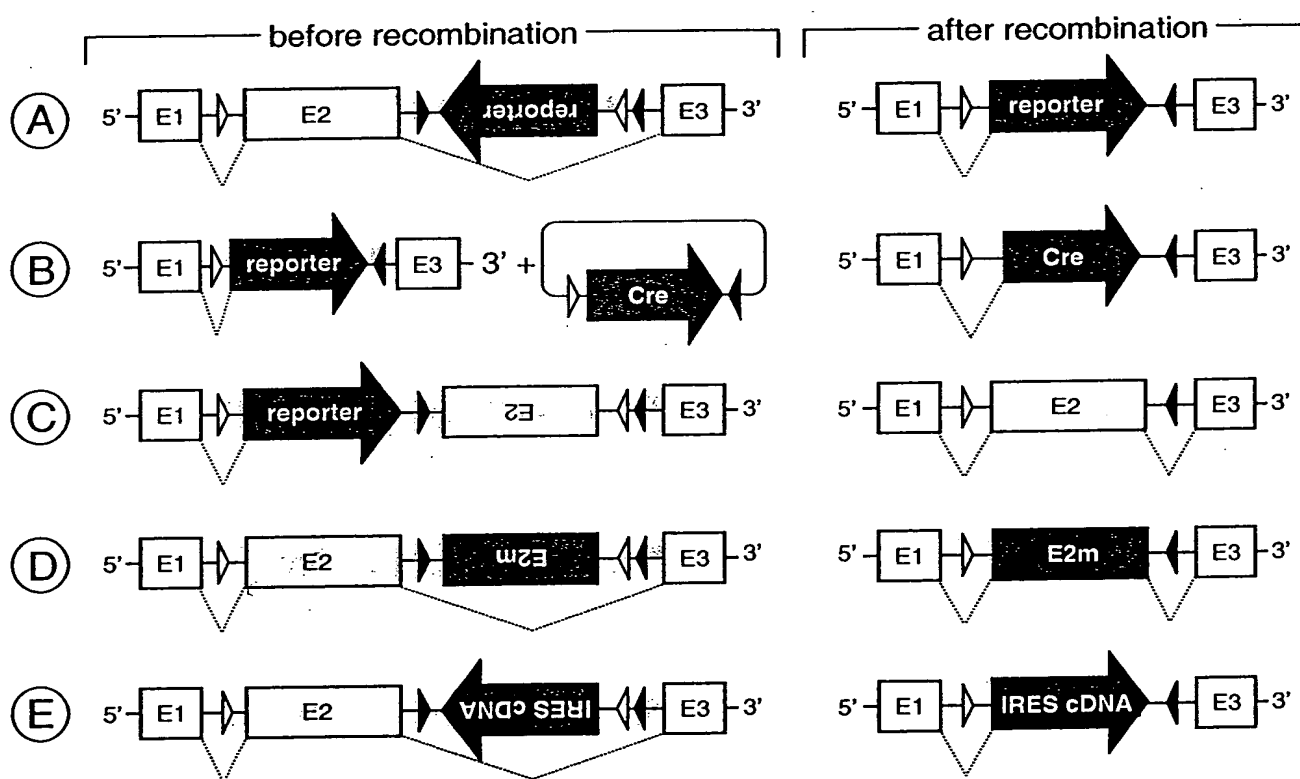 before recombination after recombination
A 5' E1 E2 reporter E3 3' 5' E1 reporter E3 3'
B 5' E1 reporter E3 3' + Cre 5' E1 Cre E3 3'
C 5' E1 reporter E2 E3 3' 5' E1 E2 E3 3'
D 5' E1 E2 E2m E3 3' 5' E1 E2m E3 3'
E 5' E1 E2 IRES cDNA E3 3' 5' E1 IRES cDNA E3 3'